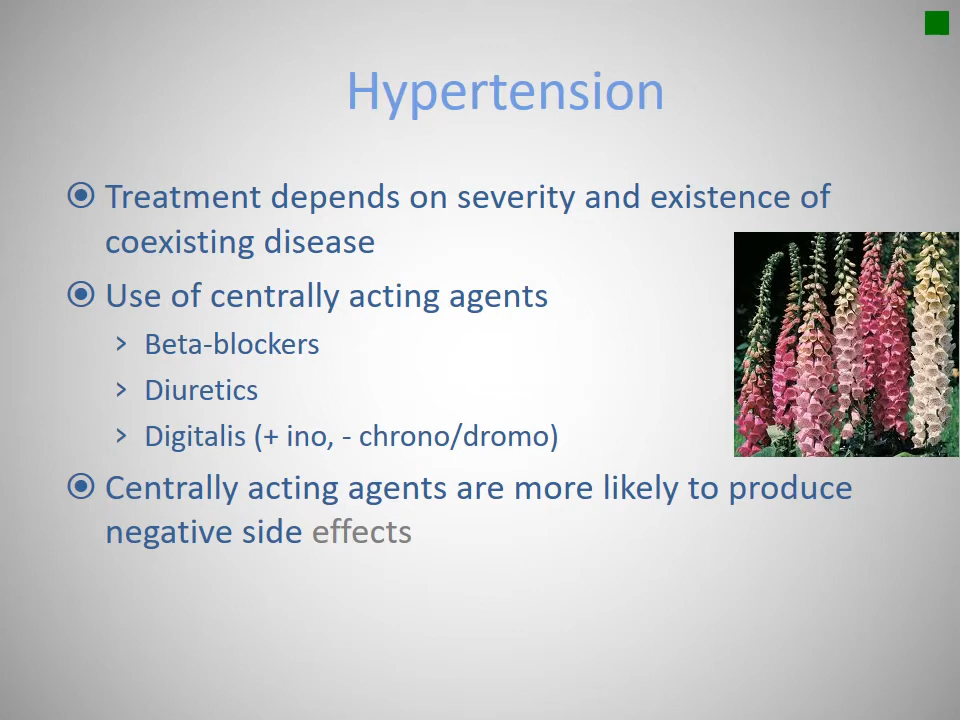 Hypertension
Treatment depends on severity and existence of
coexisting disease
Use of centrally acting agents
Beta-blockers
Diuretics
Digitalis (+ ino, - chrono/dromo)
Centrally acting agents are more likely to produce
negative side effects